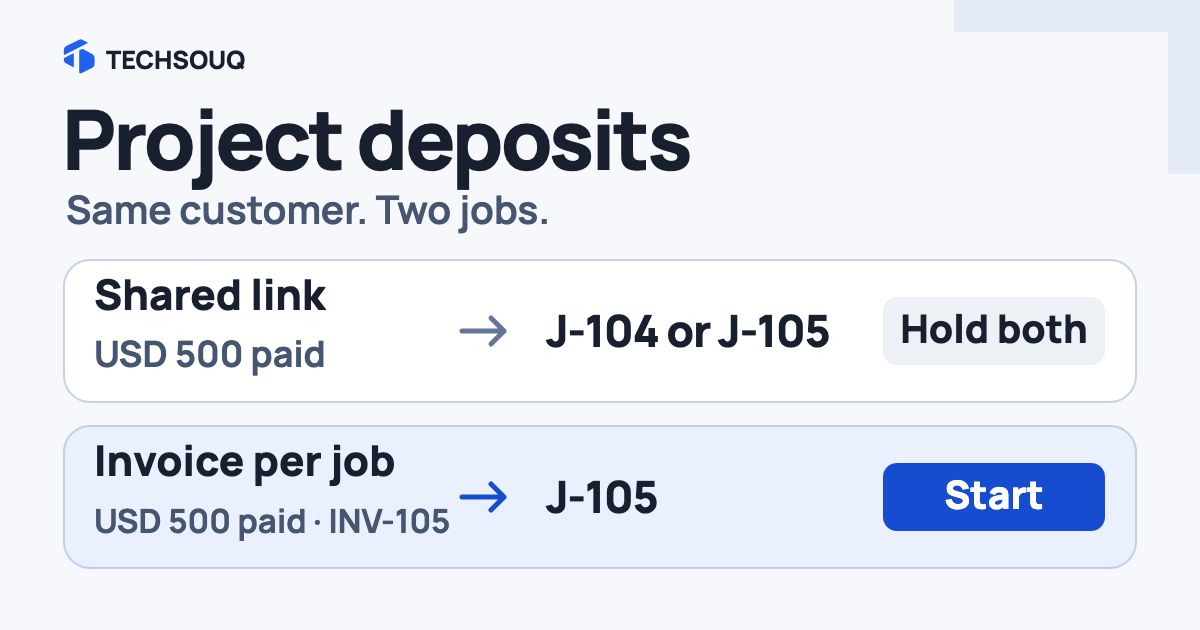 TECHSOUQ
Project deposits
Same customer. Two jobs.
Shared link
USD 500 paid
J-104 or J-105
Hold both
Invoice per job
USD 500 paid · INV-105
J-105
Start